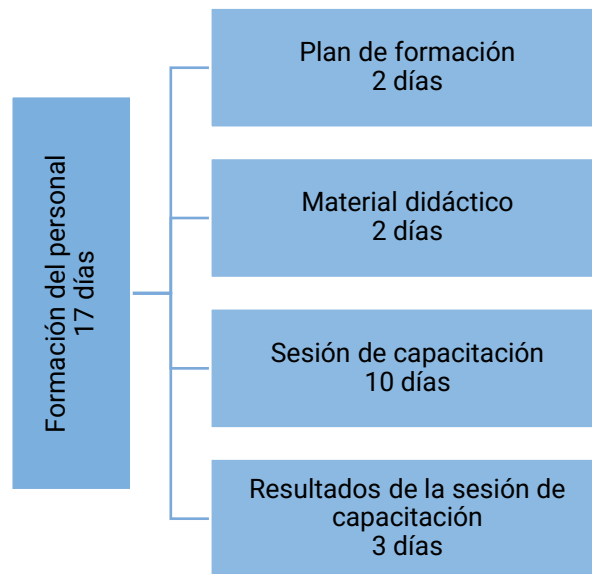 Formación del personal
17 días
Plan de formación
2 días
Material didáctico
2 días
Sesión de capacitación
10 días
Resultados de la sesión de
capacitación
3 días